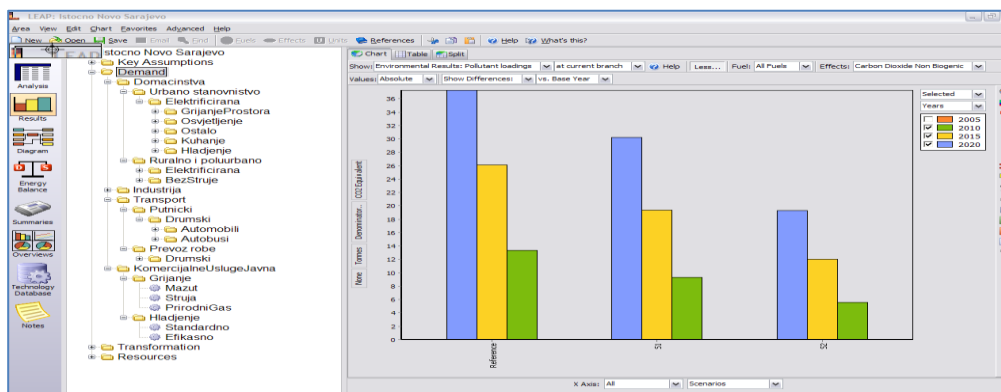 LEAP: Istocno Novo Sarajevo
Area View Edit Chart Favorites Advanced Help
New Open Save Email Find Fuels Effects Units References Help What's this?
Analysis
Results
Diagram
Energy Balance
Summaries
Overviews
Technology Database
Notes
stocno Novo Sarajevo
Key Assumptions
Demand
Domacinstva
Urbano stanovnistvo
Elektrificirana
GrijanjeProstora
Osvjetljenje
Ostalo
Kuhanje
Hladjenje
Ruralno i poluurbano
Elektrificirana
BezStruje
Industrija
Transport
Putnicki
Drumski
Automobili
Autobusi
Prevoz robe
Drumski
KomercijalneUslugeJavna
Grijanje
Mazut
Struja
PrirodniGas
Hladjenje
Standardno
Efikasno
Transformation
Resources
Chart Table Split
Show: Environmental Results: Pollutant loadings at current branch Help Less... Fuel: All Fuels Effects: Carbon Dioxide Non Biogenic
Values: Absolute Show Differences: vs. Base Year
CO2 Equivalent
Denominator...
Tonnes
None
36
34
32
30
28
26
24
22
20
18
16
14
12
10
8
6
4
2
0
Reference
S1
S2
Selected
Years
2005
2010
2015
2020
X Axis: All Scenarios